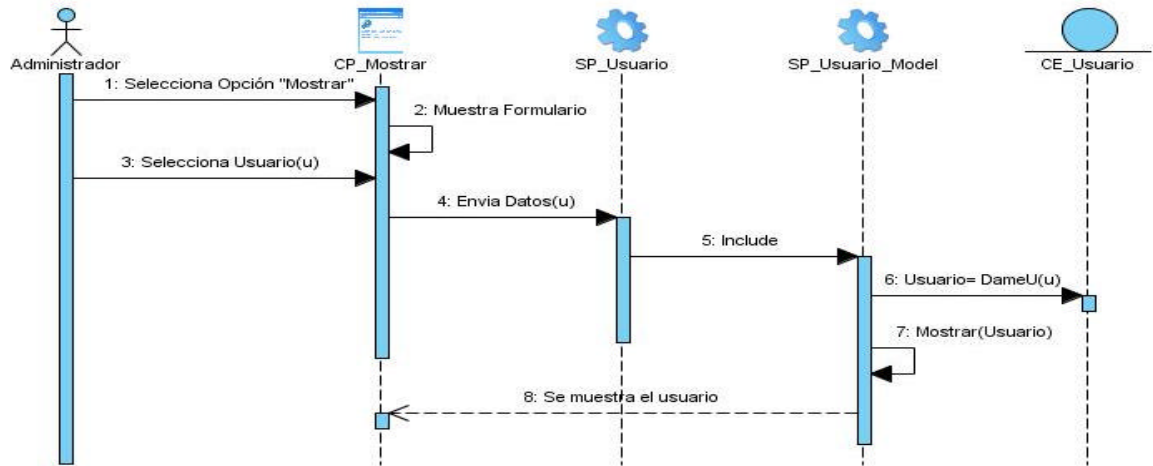 Administrador
CP_Mostrar
SP_Usuario
SP_Usuario_Model
CE_Usuario
1: Selecciona Opción "Mostrar"
2: Muestra Formulario
3: Selecciona Usuario(u)
4: Envia Datos(u)
5: Include
6: Usuario= DameU(u)
7: Mostrar(Usuario)
8: Se muestra el usuario